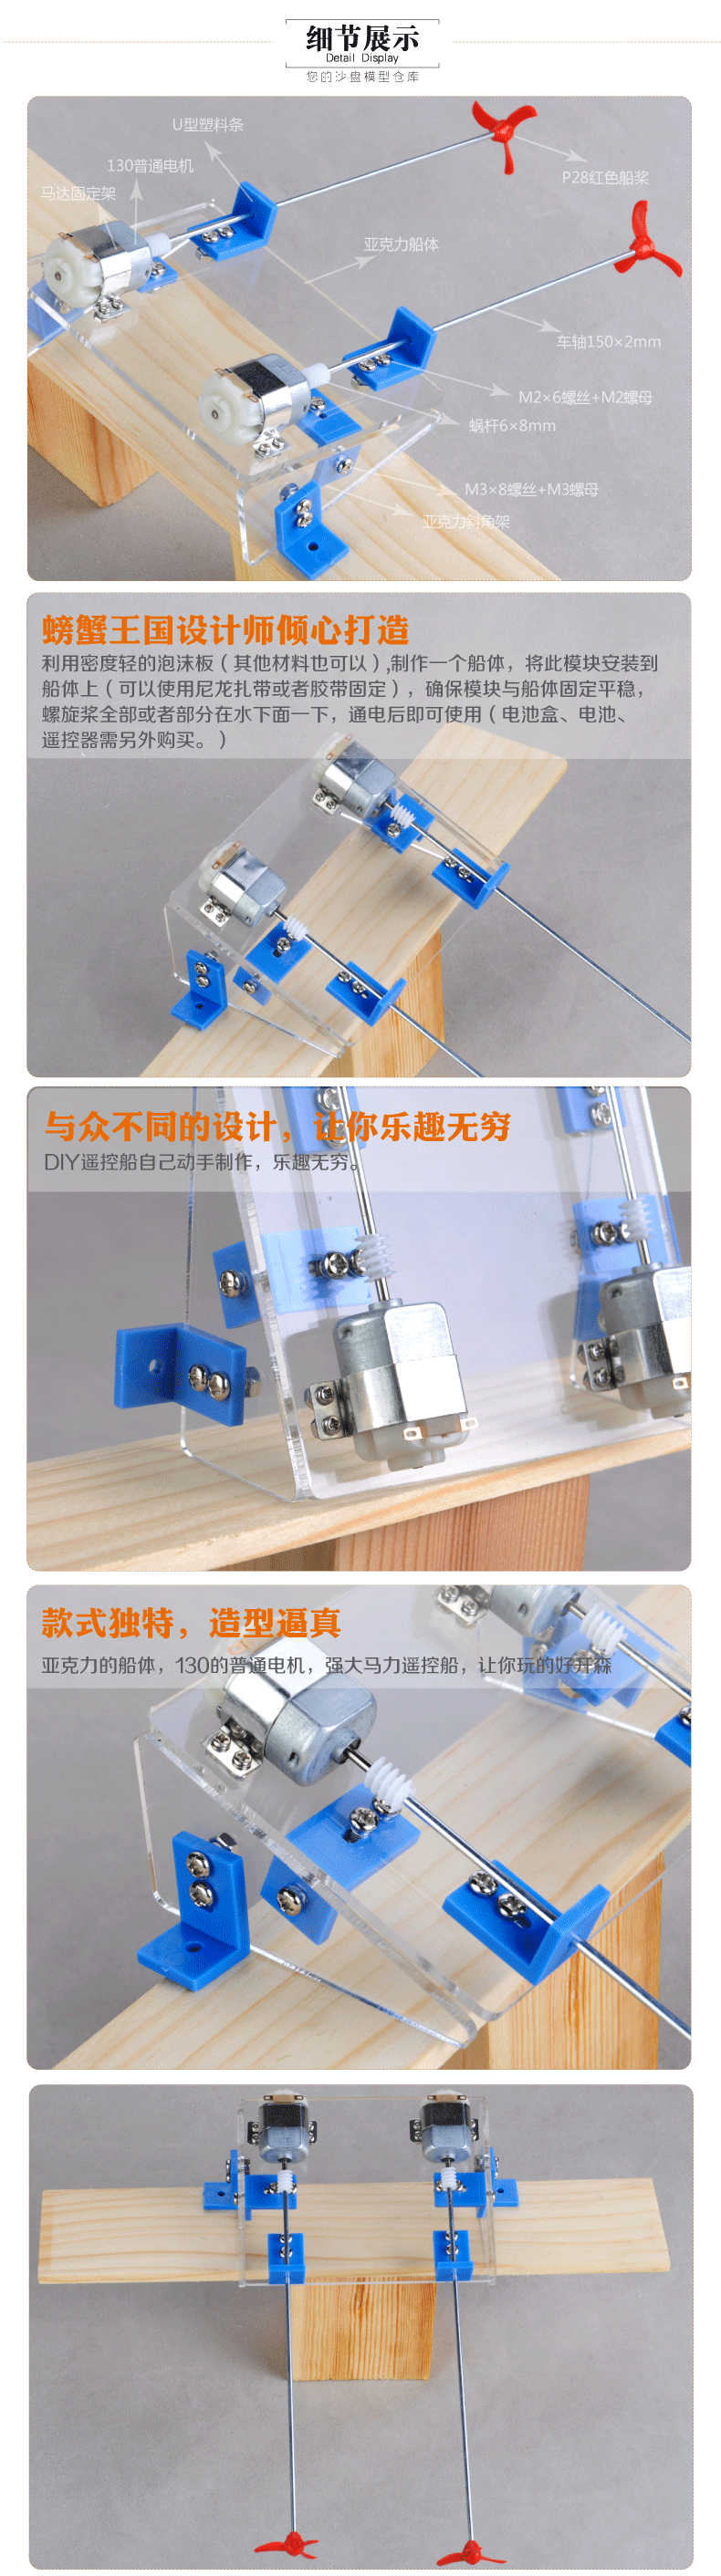 细节展示
Detail Display
您的沙盘模型仓库
U型塑料条
130普通电机
马达固定架
P28红色船桨
亚克力船体
车轴150×2mm
M2×6螺丝+M2螺母
蜗杆6×8mm
M3×8螺丝+M3螺母
亚克力斜角架
螃蟹王国设计师倾心打造
利用密度轻的泡沫板（其他材料也可以）,制作一个船体，将此模块安装到
船体上（可以使用尼龙扎带或者胶带固定），确保模块与船体固定平稳，
螺旋桨全部或者部分在水下面一下，通电后即可使用（电池盒、电池、
遥控器需另外购买。）
与众不同的设计，让你乐趣无穷
DIY遥控船自己动手制作，乐趣无穷。
款式独特，造型逼真
亚克力的船体，130的普通电机，强大马力遥控船，让你玩的好开森